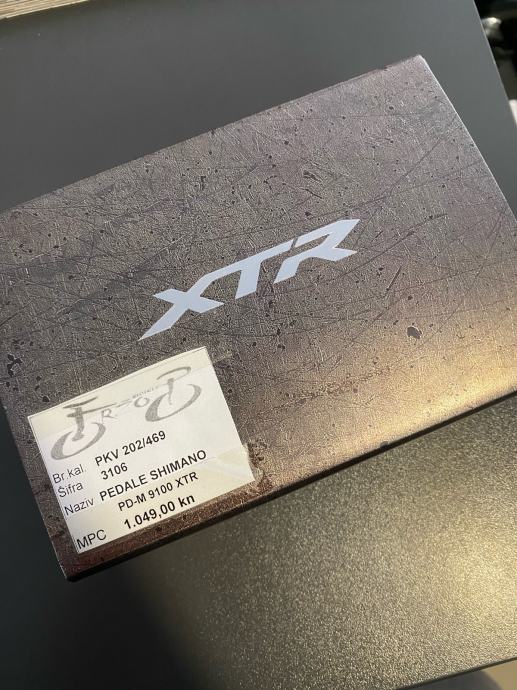 XTR
Br.kal. PKV 202/469
Šifra 3106
Naziv PEDALE SHIMANO
PD-M 9100 XTR
MPC 1.049,00 kn